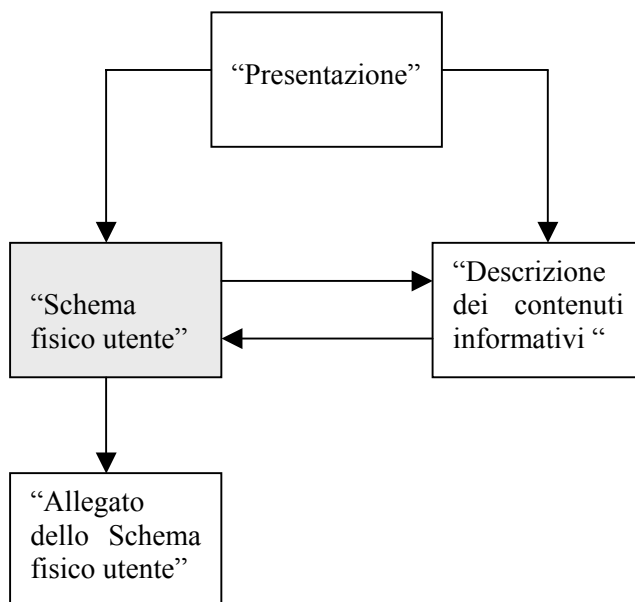 “Presentazione”
“Schema
fisico utente”
“Descrizione
dei contenuti
informativi “
“Allegato
dello Schema
fisico utente”